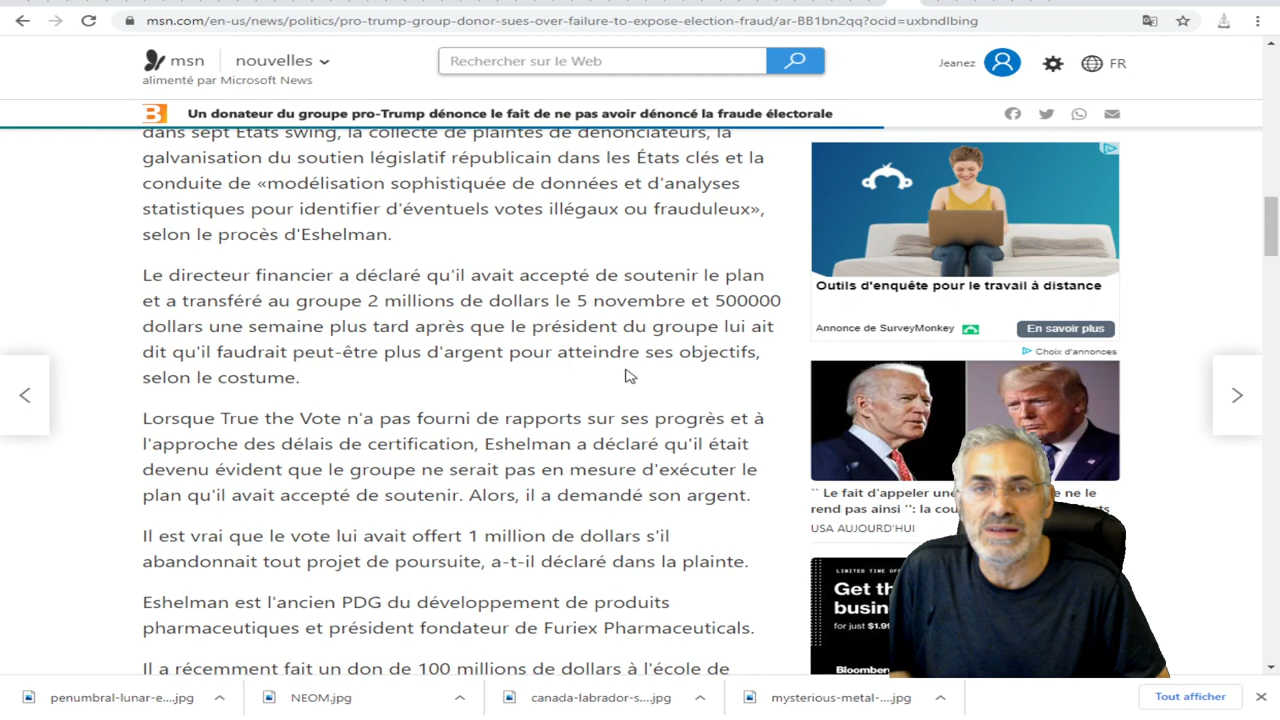 msn.com/en-us/news/politics/pro-trump-group-donor-sues-over-failure-to-expose-election-fraud/ar-BB1bn2qq?ocid=uxbndlbing
msn nouvelles
alimenté par Microsoft News
Rechercher sur le Web
Jeanez
FR
Un donateur du groupe pro-Trump dénonce le fait de ne pas avoir dénoncé la fraude électorale
dans sept États swing, la collecte de plaintes de dénonciateurs, la
galvanisation du soutien législatif républicain dans les États clés et la
conduite de «modélisation sophistiquée de données et d'analyses
statistiques pour identifier d'éventuels votes illégaux ou frauduleux»,
selon le procès d'Eshelman.
Le directeur financier a déclaré qu'il avait accepté de soutenir le plan
et a transféré au groupe 2 millions de dollars le 5 novembre et 500000
dollars une semaine plus tard après que le président du groupe lui ait
dit qu'il faudrait peut-être plus d'argent pour atteindre ses objectifs,
selon le costume.
Lorsque True the Vote n'a pas fourni de rapports sur ses progrès et à
l'approche des délais de certification, Eshelman a déclaré qu'il était
devenu évident que le groupe ne serait pas en mesure d'exécuter le
plan qu'il avait accepté de soutenir. Alors, il a demandé son argent.
Il est vrai que le vote lui avait offert 1 million de dollars s'il
abandonnait tout projet de poursuite, a-t-il déclaré dans la plainte.
Eshelman est l'ancien PDG du développement de produits
pharmaceutiques et président fondateur de Furiex Pharmaceuticals.
Il a récemment fait un don de 100 millions de dollars à l'école de
Outils d'enquête pour le travail à distance
Annonce de SurveyMonkey
En savoir plus
Choix d'annonces
`` Le fait d'appeler ne le
rend pas ainsi '': la
USA AUJOURD'HUI
LIMITED TIME
Get
for just $1.9
penumbral-lunar-e....jpg
NEOM.jpg
canada-labrador-s....jpg
mysterious-metal-....jpg
Tout afficher